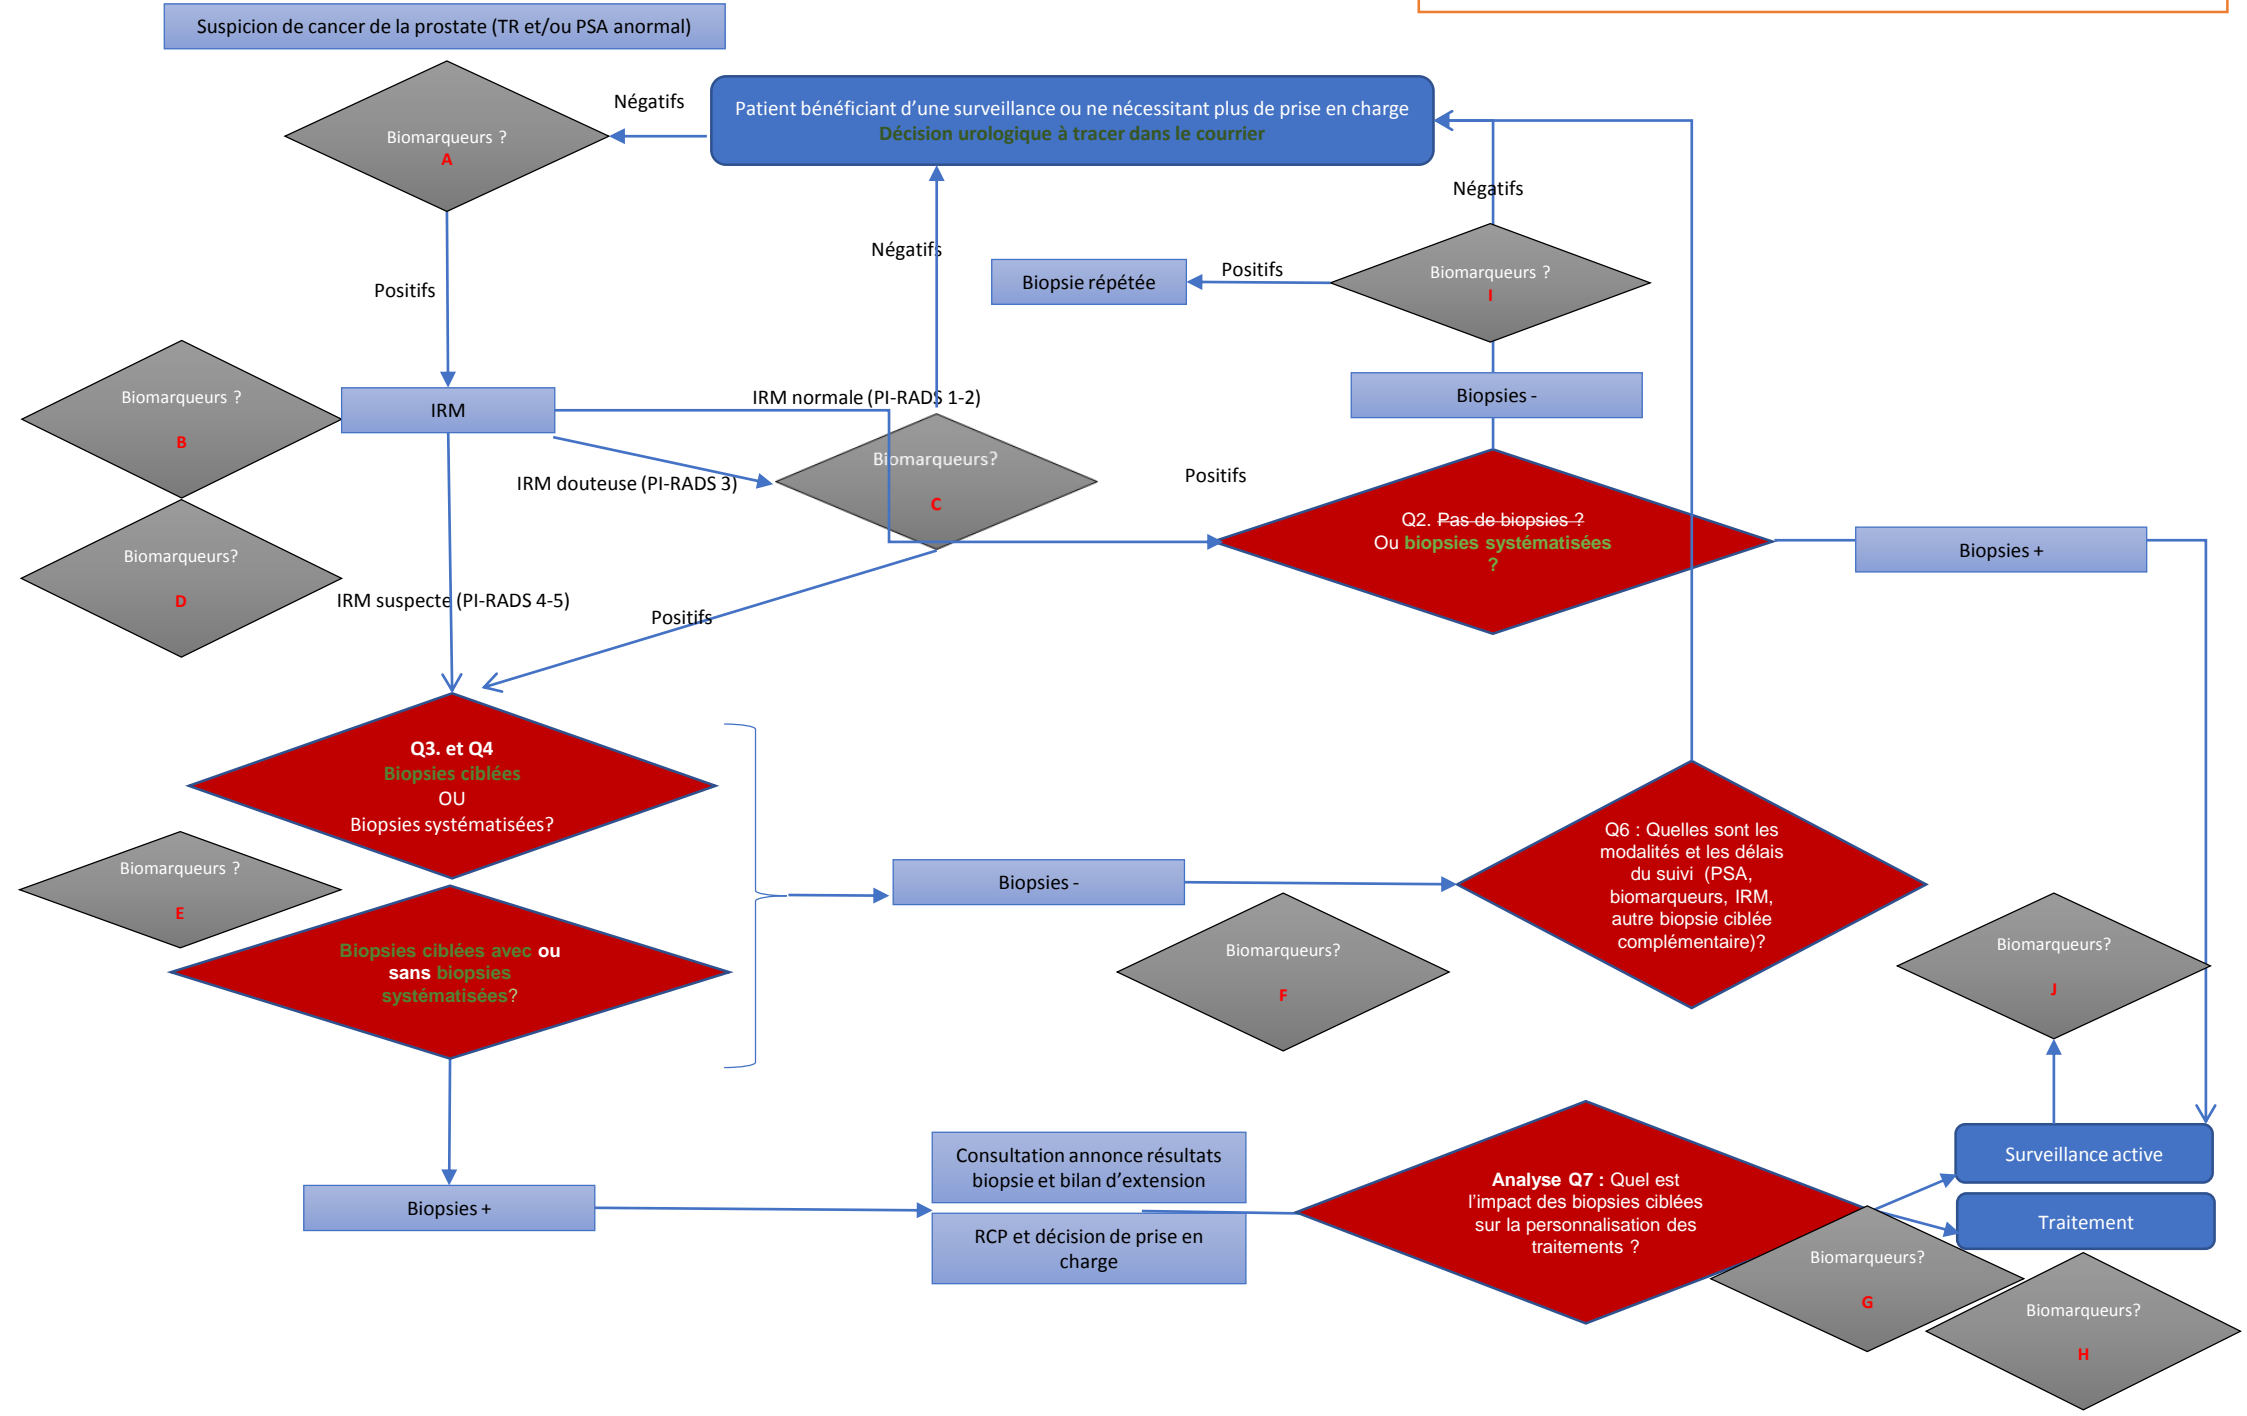 Suspicion de cancer de la prostate (TR et/ou PSA anormal)
Négatifs
Patient bénéficiant d’une surveillance ou ne nécessitant plus de prise en charge
Décision urologique à tracer dans le courrier
Biomarqueurs ?
A
Négatifs
Négatifs
Biopsie répétée
Positifs
Biomarqueurs ?
I
Positifs
Biomarqueurs ?
B
IRM
IRM normale (PI-RADS 1-2)
Biopsies -
IRM douteuse (PI-RADS 3)
Biomarqueurs?
C
Positifs
Q2. Pas de biopsies ?
Ou biopsies systématisées
?
Biopsies +
Biomarqueurs?
D
IRM suspecte (PI-RADS 4-5)
Positifs
Q3. et Q4
Biopsies ciblées
OU
Biopsies systématisées?
Biomarqueurs ?
E
Biopsies ciblées avec ou
sans biopsies
systématisées?
Biopsies -
Q6 : Quelles sont les
modalités et les délais
du suivi (PSA,
biomarqueurs, IRM,
autre biopsie ciblée
complémentaire)?
Biomarqueurs?
F
Biomarqueurs?
J
Biopsies +
Consultation annonce résultats
biopsie et bilan d’extension
RCP et décision de prise en
charge
Analyse Q7 : Quel est
l’impact des biopsies ciblées
sur la personnalisation des
traitements ?
Surveillance active
Traitement
Biomarqueurs?
G
Biomarqueurs?
H